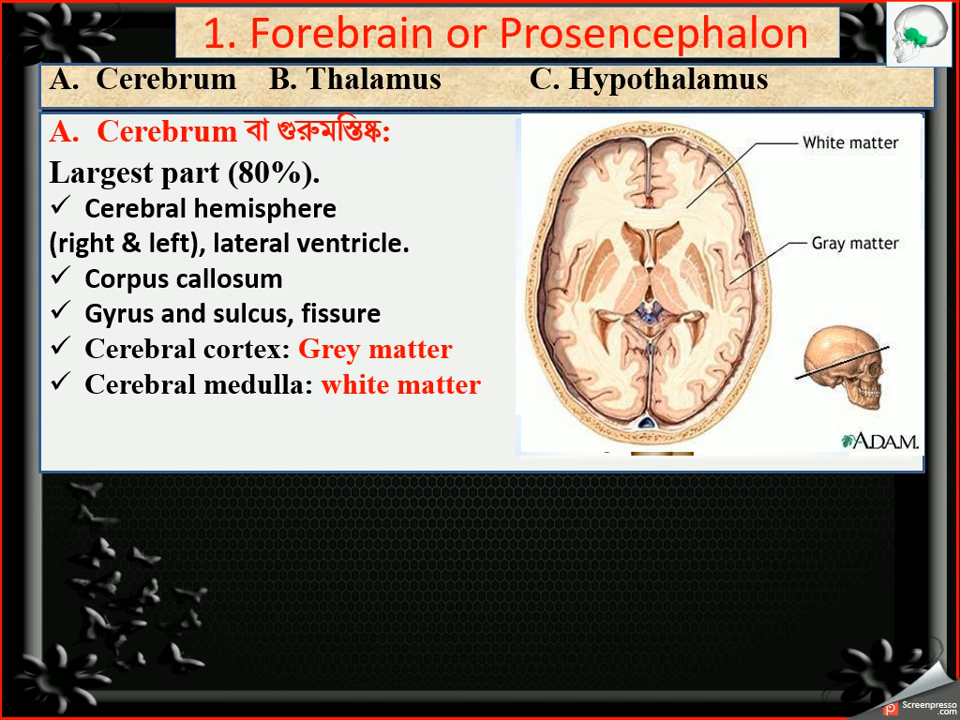 1. Forebrain or Prosencephalon
A. Cerebrum B. Thalamus C. Hypothalamus
A. Cerebrum বা গুরুমস্তিষ্ক:
Largest part (80%).
✓ Cerebral hemisphere
(right & left), lateral ventricle.
✓ Corpus callosum
✓ Gyrus and sulcus, fissure
✓ Cerebral cortex: Grey matter
✓ Cerebral medulla: white matter
White matter
Gray matter
ADAM.
Screenpresso
.com